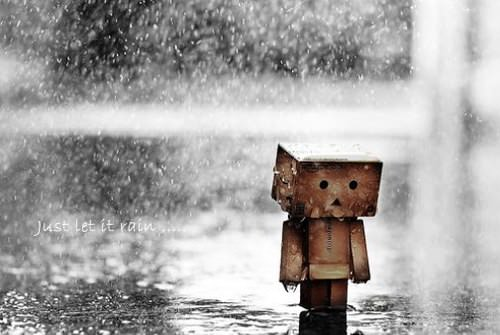 Just let it rain .....